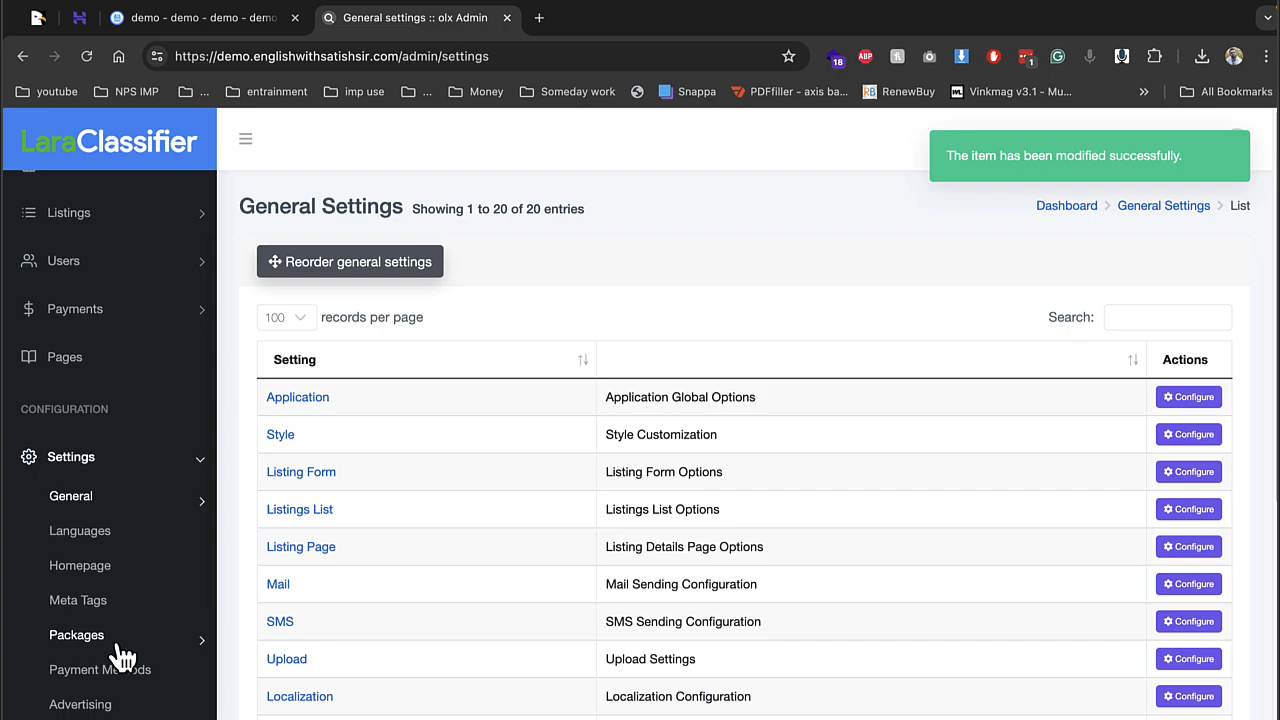 demo - demo - demo - demo
General settings :: olx Admin
https://demo.englishwithsatishsir.com/admin/settings
18
ABP
1
youtube
NPS IMP
...
entrainment
imp use
...
Money
Someday work
Snappa
PDFfiller - axis ba...
RenewBuy
Vinkmag v3.1 - Mu...
All Bookmarks
LaraClassifier
The item has been modified successfully.
Listings
Users
Payments
Pages
CONFIGURATION
Settings
General
Languages
Homepage
Meta Tags
Packages
Payment Methods
Advertising
General Settings Showing 1 to 20 of 20 entries
Dashboard > General Settings > List
Reorder general settings
100 records per page
Search:
Setting Actions
Application Application Global Options Configure
Style Style Customization Configure
Listing Form Listing Form Options Configure
Listings List Listings List Options Configure
Listing Page Listing Details Page Options Configure
Mail Mail Sending Configuration Configure
SMS SMS Sending Configuration Configure
Upload Upload Settings Configure
Localization Localization Configuration Configure